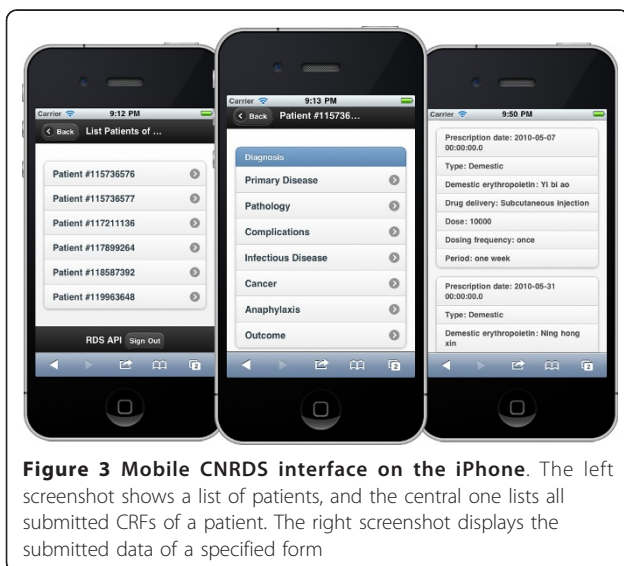 Carrier 9:12 PM
Back List Patients of ...
Patient #115736576
Patient #115736577
Patient #117211136
Patient #117899264
Patient #118587392
Patient #119963648
RDS API Sign Out
2
Carrier 9:13 PM
Back Patient #115736...
Diagnosis
Primary Disease
Pathology
Complications
Infectious Disease
Cancer
Anaphylaxis
Outcome
2
Carrier 9:50 PM
Prescription date: 2010-05-07
00:00:00.0
Type: Demestic
Demestic erythropoietin: Yi bi ao
Drug delivery: Subcutaneous injection
Dose: 10000
Dosing frequency: once
Period: one week
Prescription date: 2010-05-31
00:00:00.0
Type: Demestic
Demestic erythropoietin: Ning hong
xin
2
Figure 3 Mobile CNRDS interface on the iPhone. The left
screenshot shows a list of patients, and the central one lists all
submitted CRFs of a patient. The right screenshot displays the
submitted data of a specified form